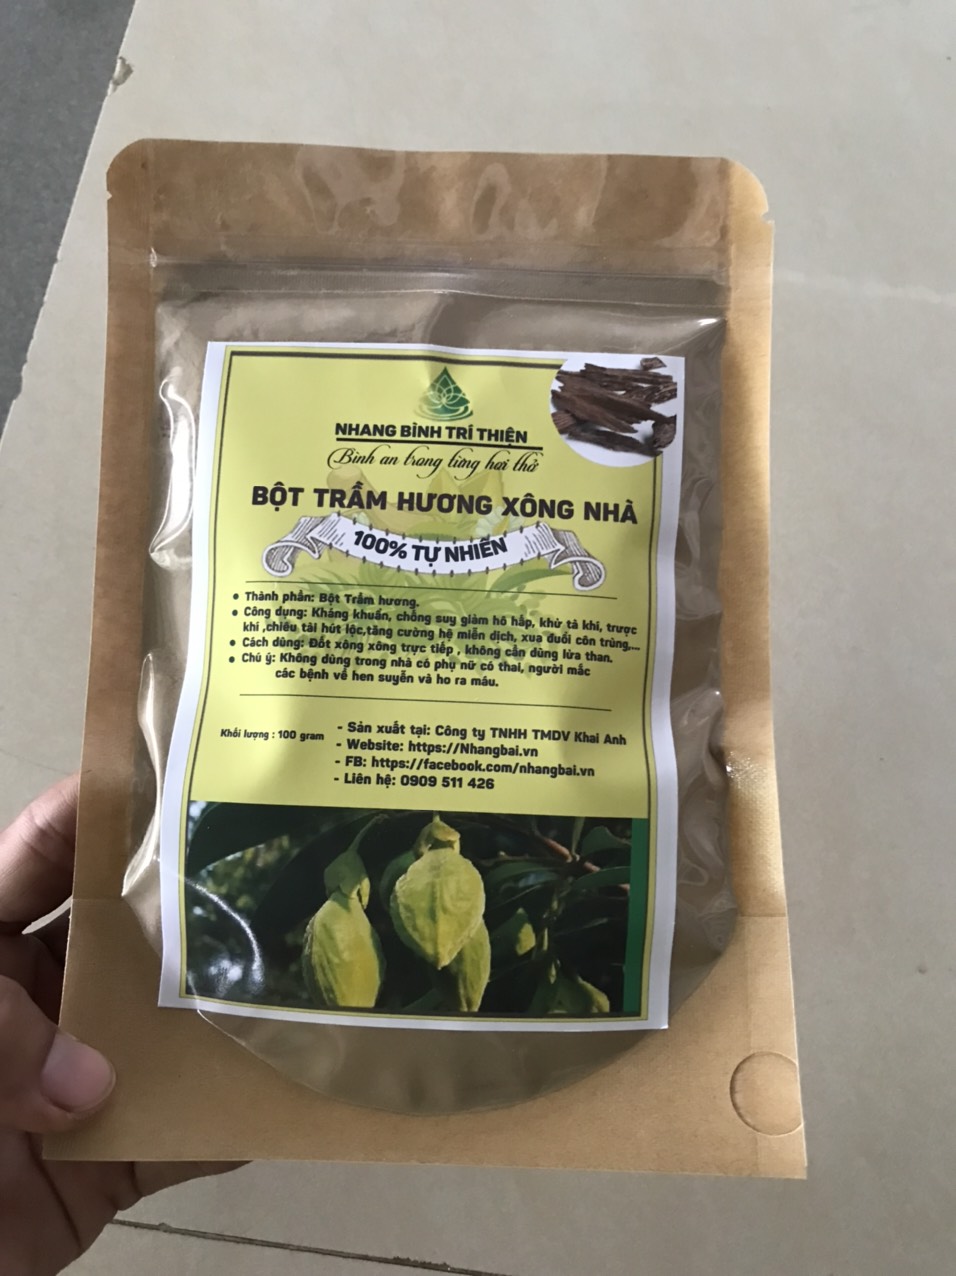 NHANG BÌNH TRÍ THIỆN
Bình an trong từng hơi thở
BỘT TRẦM HƯƠNG XÔNG NHÀ
100% TỰ NHIÊN
• Thành phần: Bột Trầm hương.
• Công dụng: Kháng khuẩn, chống suy giảm hô hấp, khử tà khí, trược
khí ,chiêu tài hút lộc,tăng cường hệ miễn dịch, xua đuổi côn trùng,...
• Cách dùng: Đốt xông xông trực tiếp , không cần dùng lửa than.
• Chú ý: Không dùng trong nhà có phụ nữ có thai, người mắc
các bệnh về hen suyễn và ho ra máu.
Khối lượng : 100 gram
- Sản xuất tại: Công ty TNHH TMDV Khai Anh
- Website: https://Nhangbai.vn
- FB: https://facebook.com/nhangbai.vn
- Liên hệ: 0909 511 426